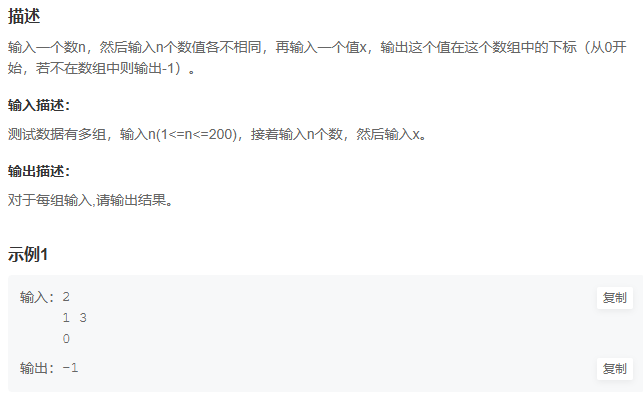 描述
输入一个数n，然后输入n个数值各不相同，再输入一个值x，输出这个值在这个数组中的下标（从0开
始，若不在数组中则输出-1）。
输入描述：
测试数据有多组，输入n(1<=n<=200)，接着输入n个数，然后输入x。
输出描述：
对于每组输入,请输出结果。
示例1
输入：2 复制
1 3
0
输出：-1 复制